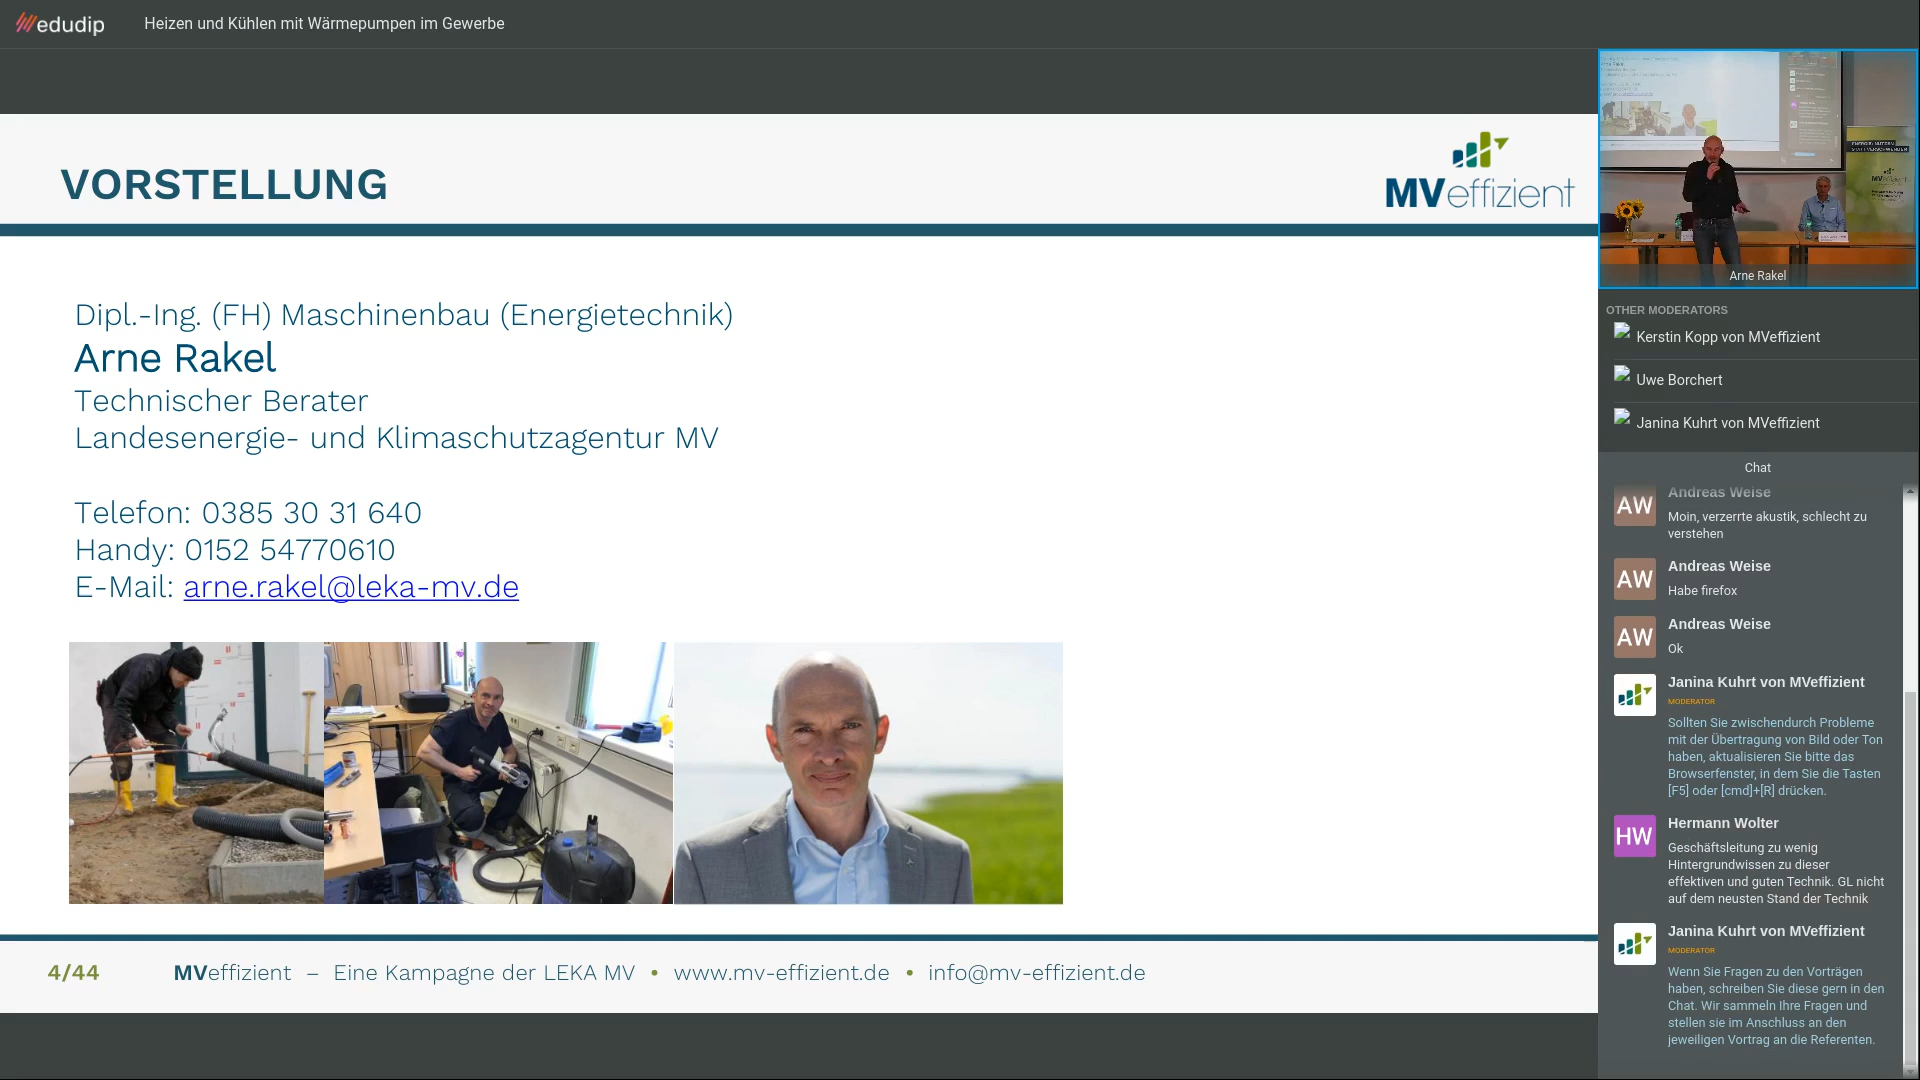 edudip
Heizen und Kühlen mit Wärmepumpen im Gewerbe
VORSTELLUNG
MVeffizient
Dipl.-Ing. (FH) Maschinenbau (Energietechnik)
Arne Rakel
Technischer Berater
Landesenergie- und Klimaschutzagentur MV
Telefon: 0385 30 31 640
Handy: 0152 54770610
E-Mail: arne.rakel@leka-mv.de
4/44
MVeffizient – Eine Kampagne der LEKA MV • www.mv-effizient.de • info@mv-effizient.de
ENERGIE: NUTZEN
STATT VERSCHWENDEN
MVeffizient
Arne Rakel
OTHER MODERATORS
Kerstin Kopp von MVeffizient
Uwe Borchert
Janina Kuhrt von MVeffizient
Chat
AW
Andreas Weise
Moin, verzerrte akustik, schlecht zu
verstehen
AW
Andreas Weise
Habe firefox
AW
Andreas Weise
Ok
Janina Kuhrt von MVeffizient
MODERATOR
Sollten Sie zwischendurch Probleme
mit der Übertragung von Bild oder Ton
haben, aktualisieren Sie bitte das
Browserfenster, in dem Sie die Tasten
[F5] oder [cmd]+[R] drücken.
HW
Hermann Wolter
Geschäftsleitung zu wenig
Hintergrundwissen zu dieser
effektiven und guten Technik. GL nicht
auf dem neusten Stand der Technik
Janina Kuhrt von MVeffizient
MODERATOR
Wenn Sie Fragen zu den Vorträgen
haben, schreiben Sie diese gern in den
Chat. Wir sammeln Ihre Fragen und
stellen sie im Anschluss an den
jeweiligen Vortrag an die Referenten.